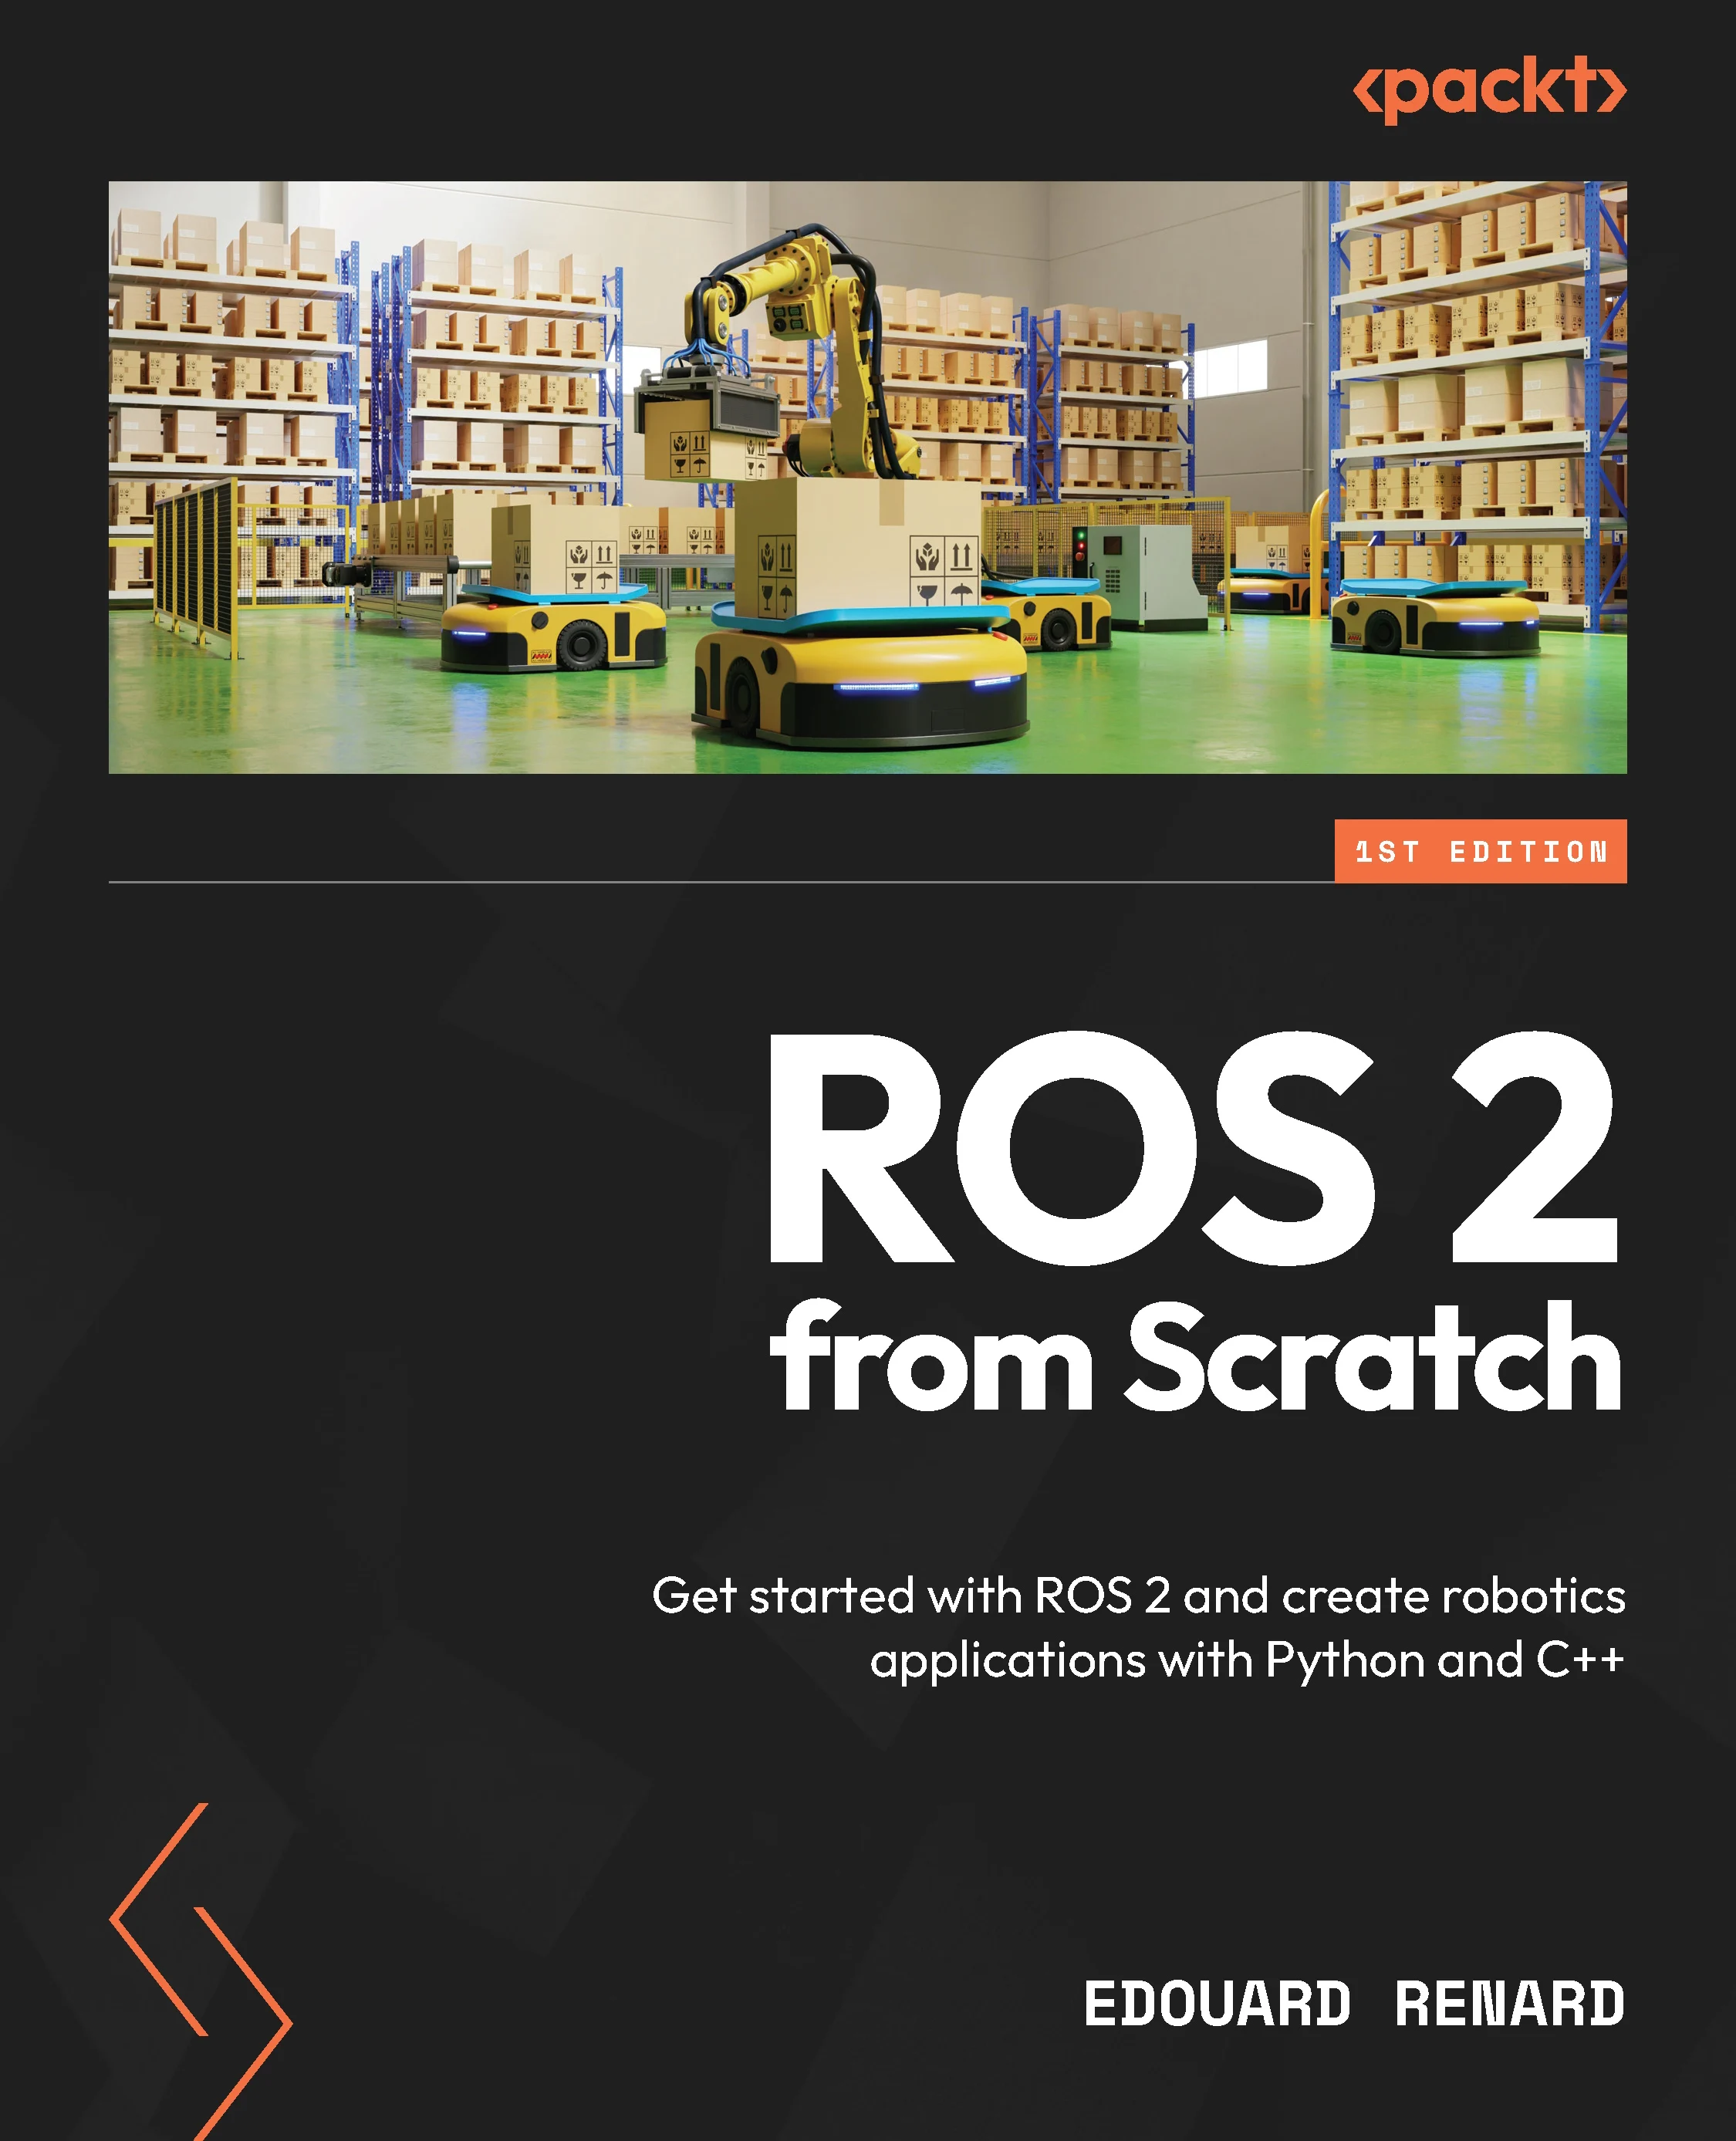 <packt>
1ST EDITION
ROS 2
from Scratch
Get started with ROS 2 and create robotics
applications with Python and C++
EDOUARD RENARD